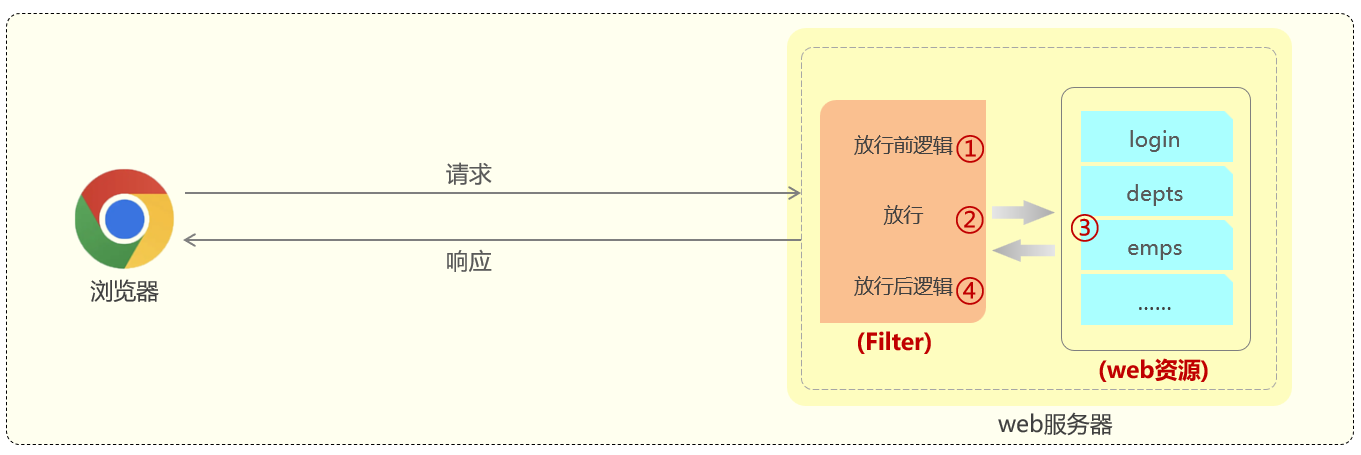 请求
响应
浏览器
放行前逻辑①
放行②
放行后逻辑④
(Filter)
③
login
depts
emps
……
(web资源)
web服务器